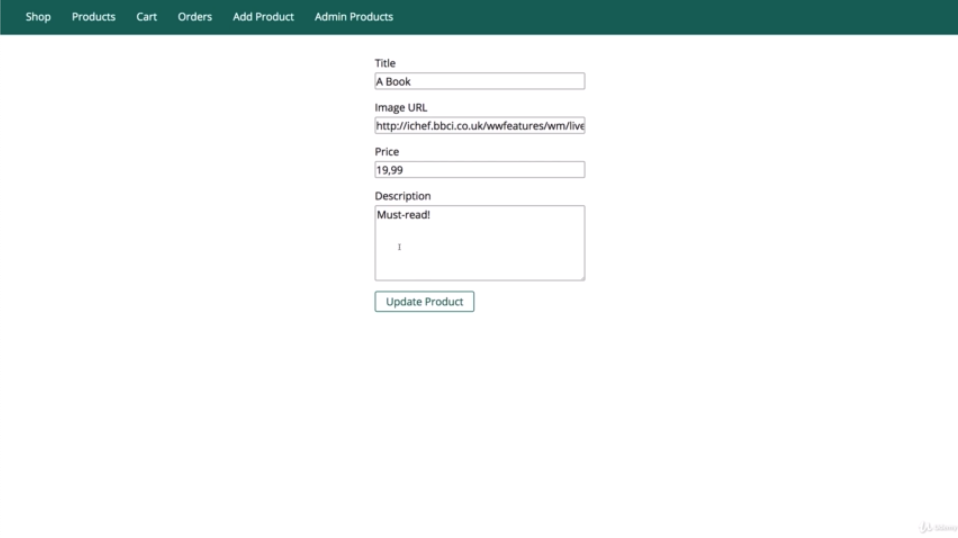 Shop Products Cart Orders Add Product Admin Products
Title
A Book
Image URL
http://ichef.bbci.co.uk/wwfeatures/wm/live
Price
19,99
Description
Must-read!
Update Product
Udemy